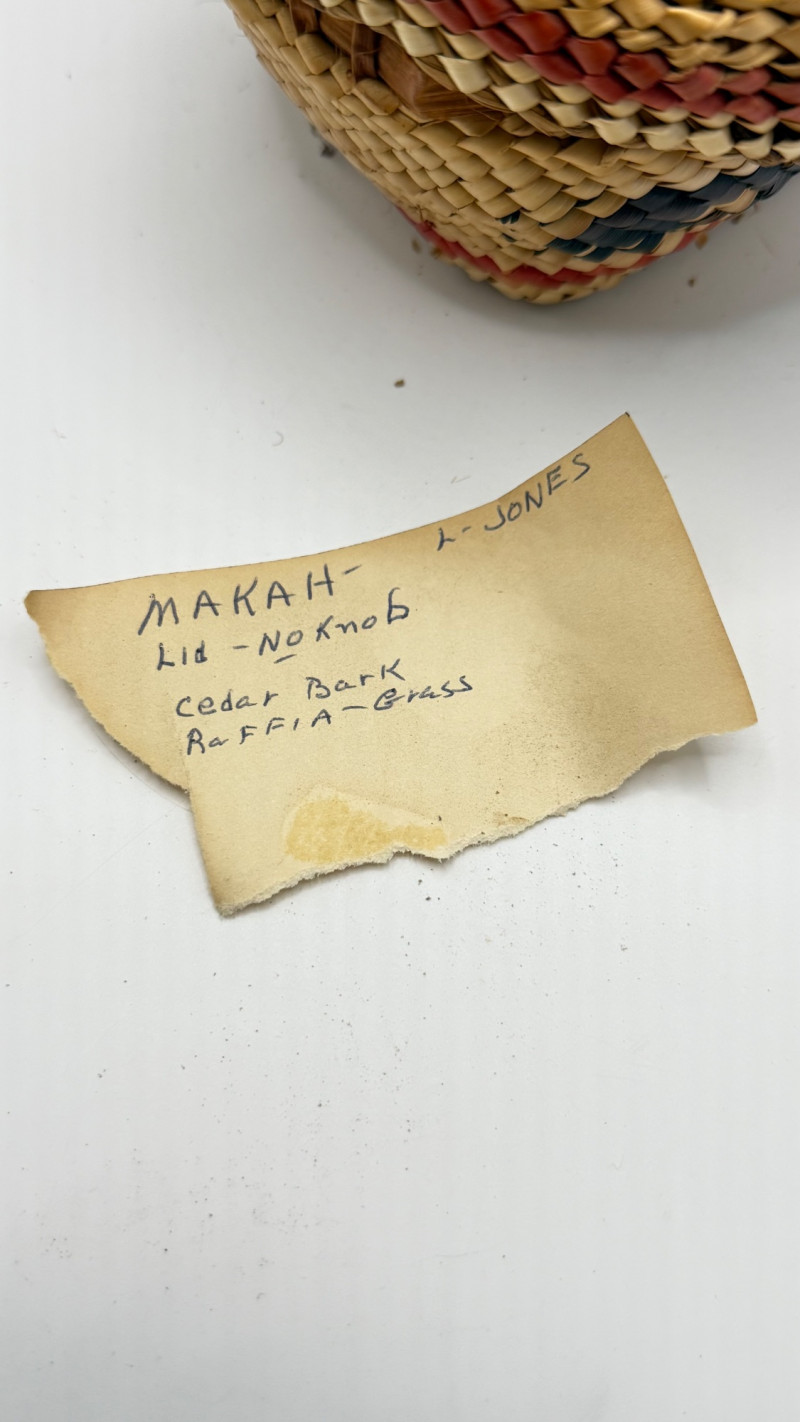 L- JONES
MAKAH-
Lid - No Knob
Cedar Bark
RaFFIA - Grass